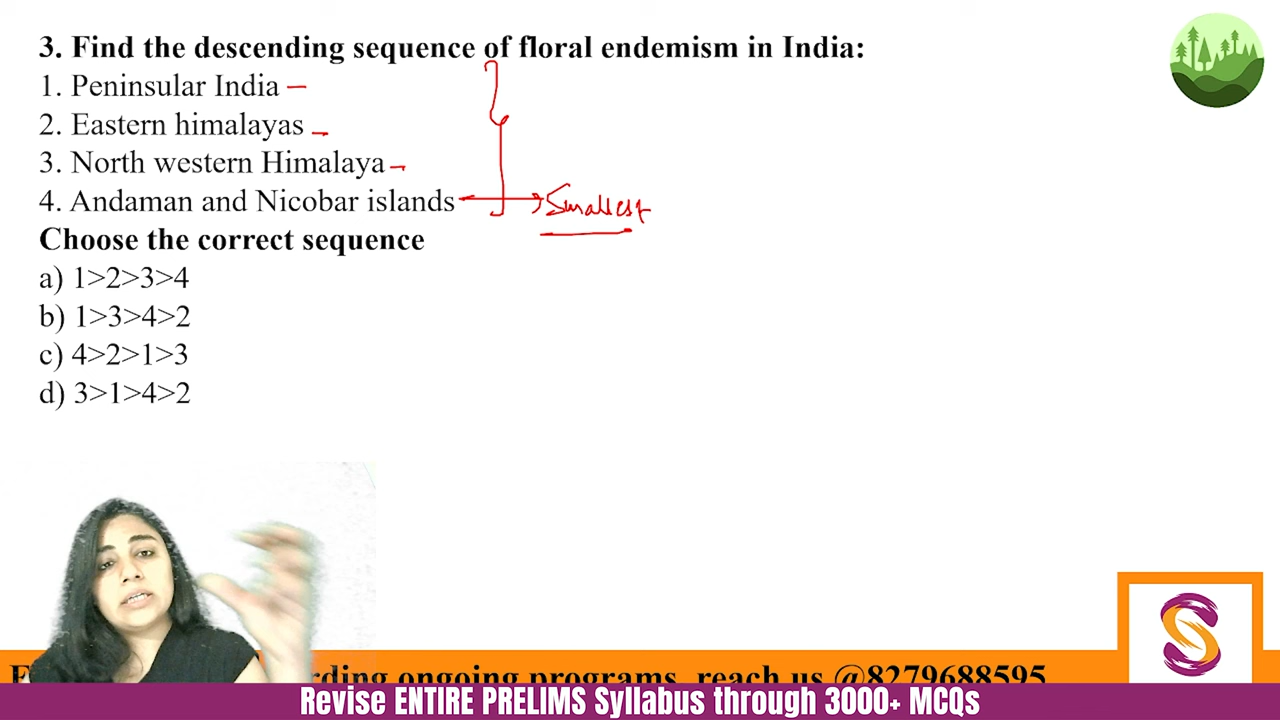 3. Find the descending sequence of floral endemism in India:
1. Peninsular India
2. Eastern himalayas
3. North western Himalaya
4. Andaman and Nicobar islands Smallest
Choose the correct sequence
a) 1>2>3>4
b) 1>3>4>2
c) 4>2>1>3
d) 3>1>4>2
ongoing programs, reach us @8279688595
Revise ENTIRE PRELIMS Syllabus through 3000+ MCQs